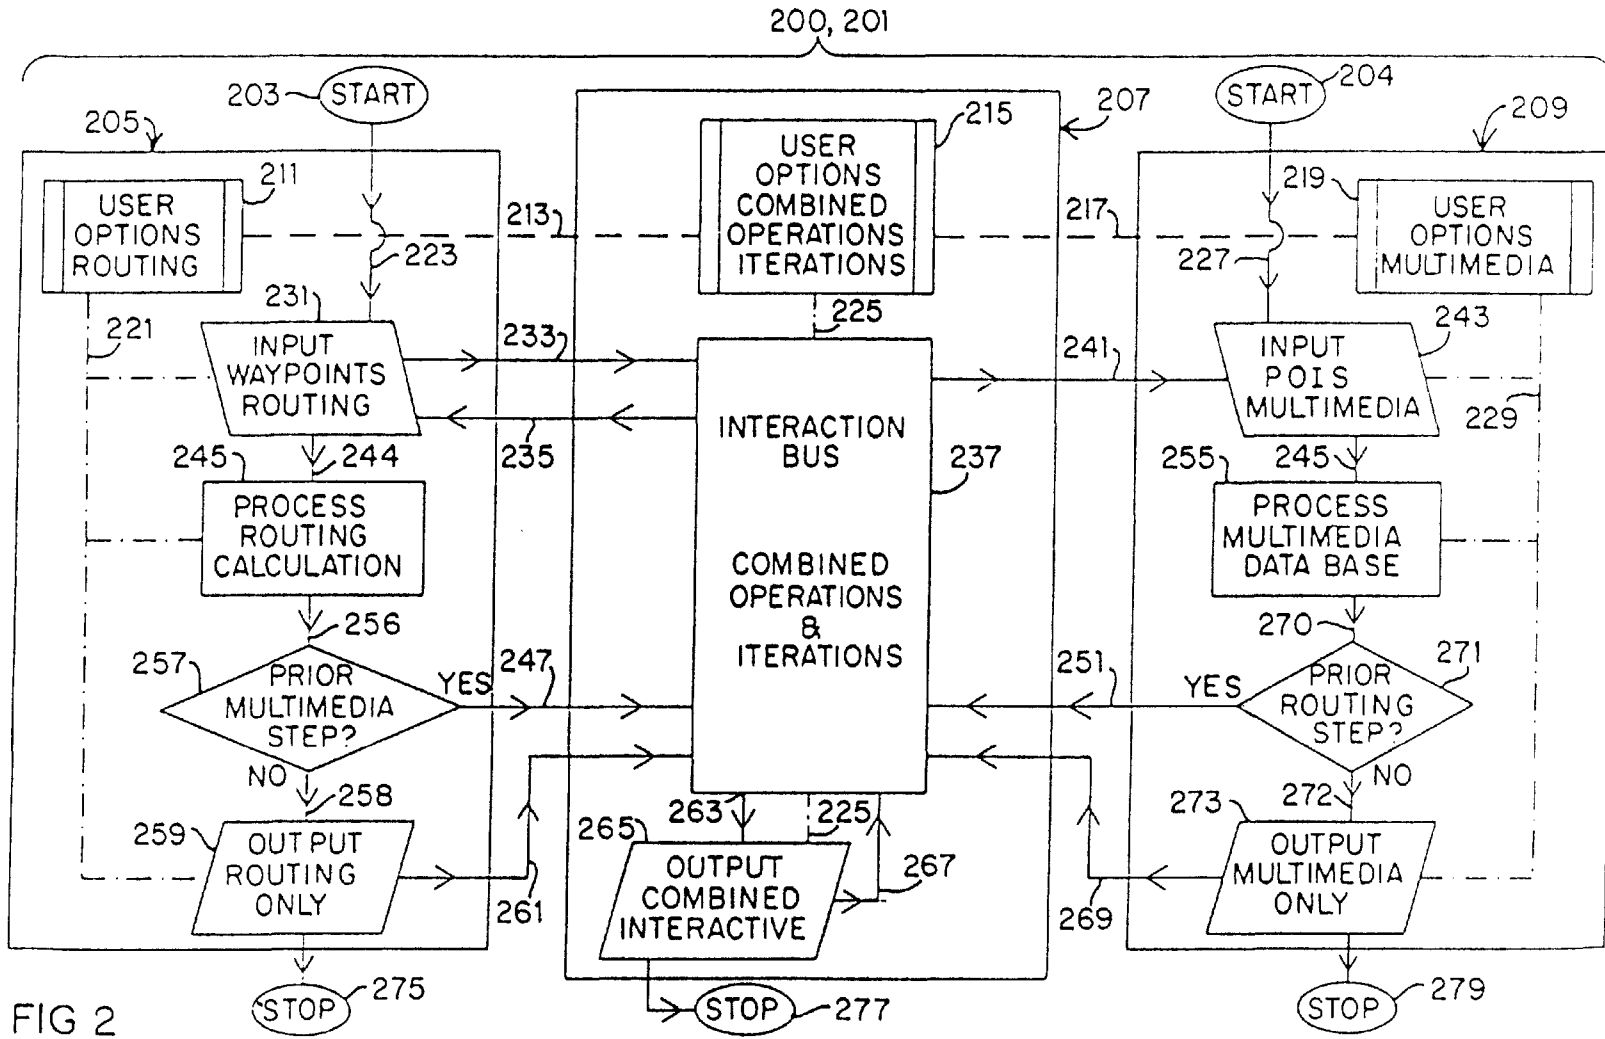 200, 201
203
START
204
START
205
207
209
211
USER
OPTIONS
ROUTING
213
215
USER
OPTIONS
COMBINED
OPERATIONS
ITERATIONS
217
219
USER
OPTIONS
MULTIMEDIA
221
223
225
227
229
231
INPUT
WAYPOINTS
ROUTING
233
235
INTERACTION
BUS
COMBINED
OPERATIONS
&
ITERATIONS
237
241
243
INPUT
POIS
MULTIMEDIA
245
244
PROCESS
ROUTING
CALCULATION
255
245
PROCESS
MULTIMEDIA
DATA BASE
256
257
PRIOR
MULTIMEDIA
STEP?
YES
247
NO
258
251
270
271
YES
PRIOR
ROUTING
STEP?
NO
272
259
OUTPUT
ROUTING
ONLY
261
263
225
265
OUTPUT
COMBINED
INTERACTIVE
267
269
273
OUTPUT
MULTIMEDIA
ONLY
STOP
275
STOP
277
STOP
279
FIG 2